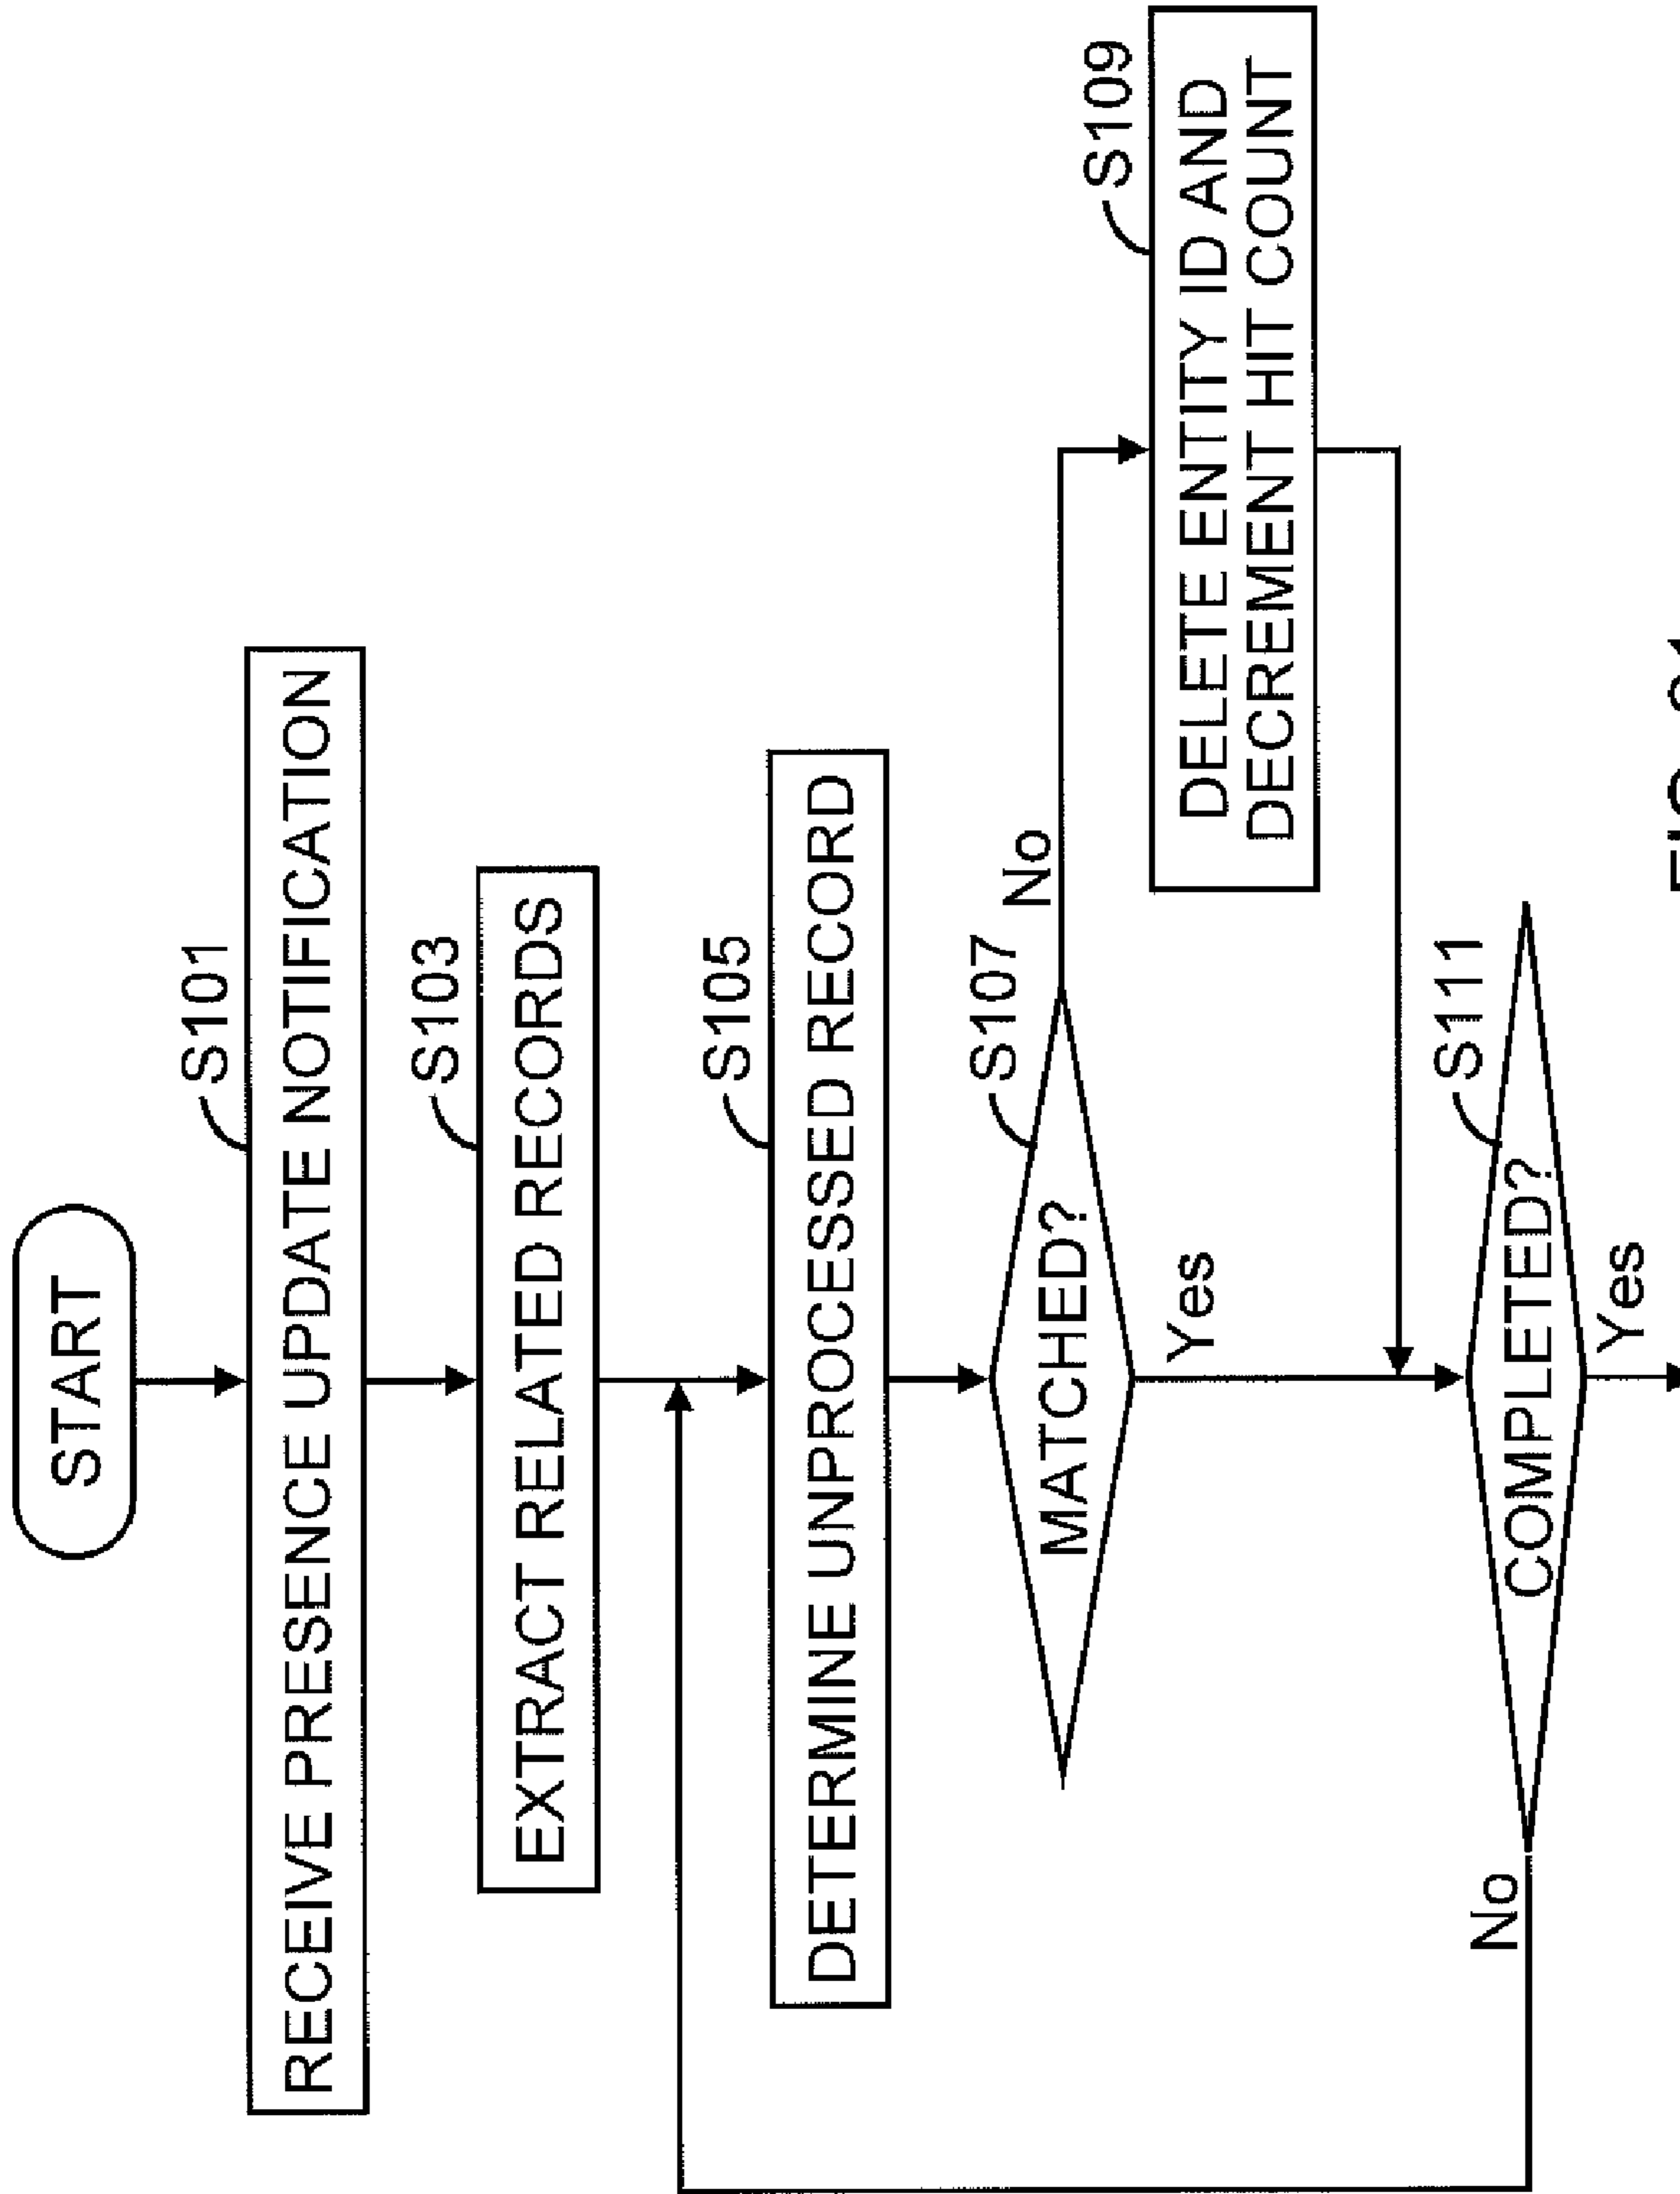 START
S101
RECEIVE PRESENCE UPDATE NOTIFICATION
S103
EXTRACT RELATED RECORDS
S105
DETERMINE UNPROCESSED RECORD
S107
MATCHED?
No
Yes
S109
DELETE ENTITY ID AND
DECREMENT HIT COUNT
S111
COMPLETED?
No
Yes